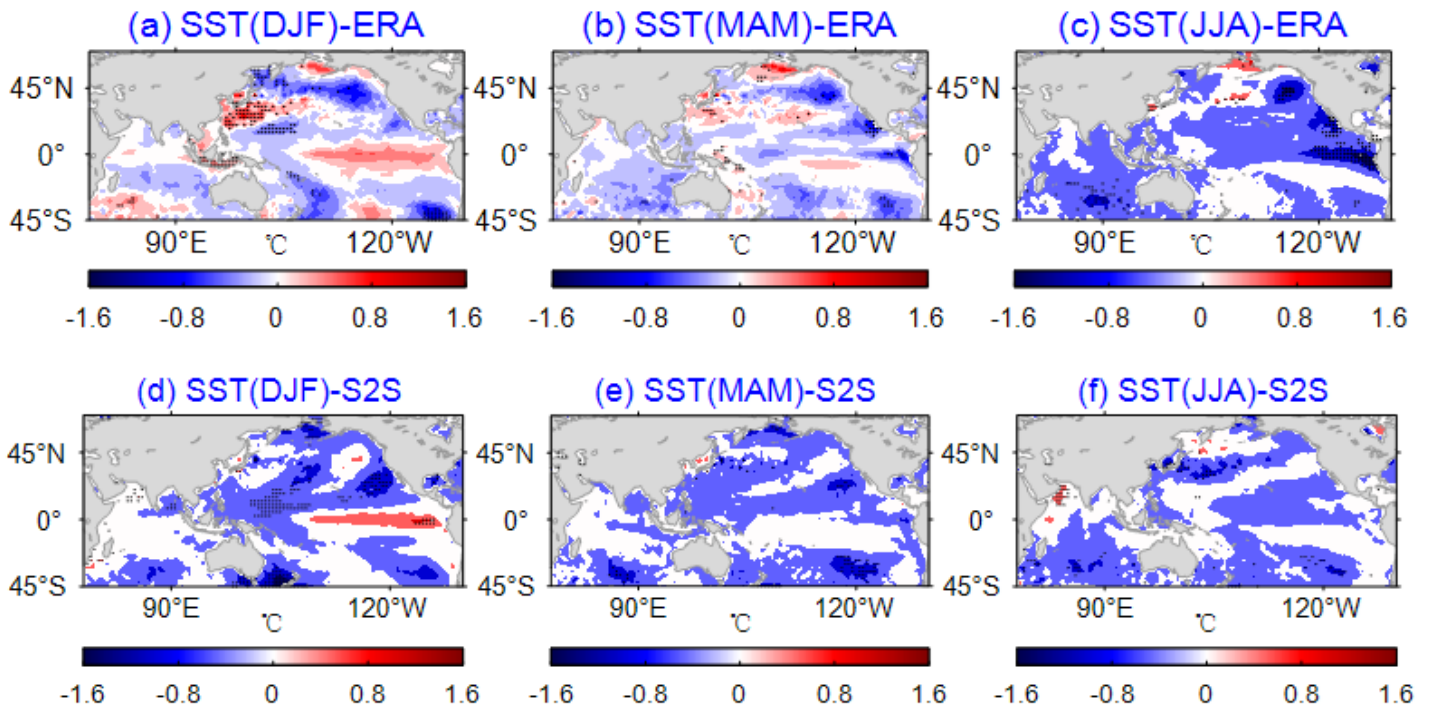 (a) SST(DJF)-ERA (b) SST(MAM)-ERA (c) SST(JJA)-ERA
45°N 45°N 45°N
0° 0° 0°
45°S 45°S 45°S
90°E ℃ 120°W 90°E ℃ 120°W 90°E ℃ 120°W
-1.6 -0.8 0 0.8 1.6 -1.6 -0.8 0 0.8 1.6 -1.6 -0.8 0 0.8 1.6
(d) SST(DJF)-S2S (e) SST(MAM)-S2S (f) SST(JJA)-S2S
45°N 45°N 45°N
0° 0° 0°
45°S 45°S 45°S
90°E ℃ 120°W 90°E ℃ 120°W 90°E ℃ 120°W
-1.6 -0.8 0 0.8 1.6 -1.6 -0.8 0 0.8 1.6 -1.6 -0.8 0 0.8 1.6